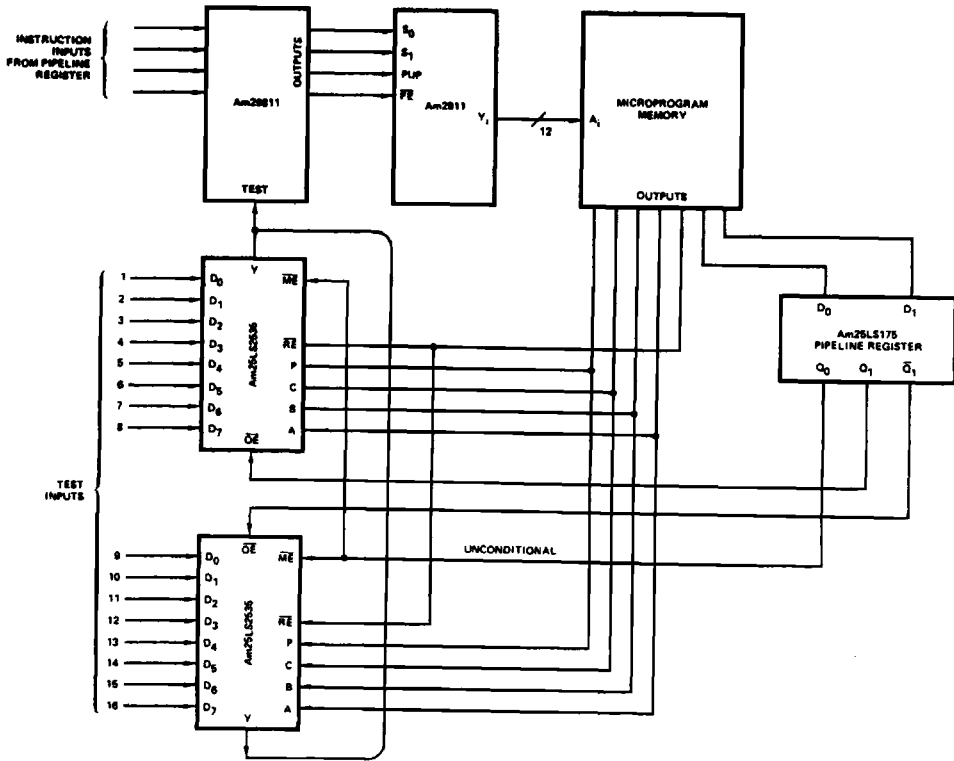 INSTRUCTION
INPUTS
FROM PIPELINE
REGISTER
Am29811
OUTPUTS
TEST
S0
S1
PUP
FE
Am2911
Yi
12
Ai
MICROPROGRAM
MEMORY
OUTPUTS
D0
D1
Am25LS175
PIPELINE REGISTER
Q0
Q1
Q̅1
TEST
INPUTS
1
2
3
4
5
6
7
8
D0
D1
D2
D3
D4
D5
D6
D7
Y
Am25LS2535
ME
RE
P
C
B
A
OE
UNCONDITIONAL
9
10
11
12
13
14
15
16
D0
D1
D2
D3
D4
D5
D6
D7
OE
Am25LS2535
ME
RE
P
C
B
A
Y